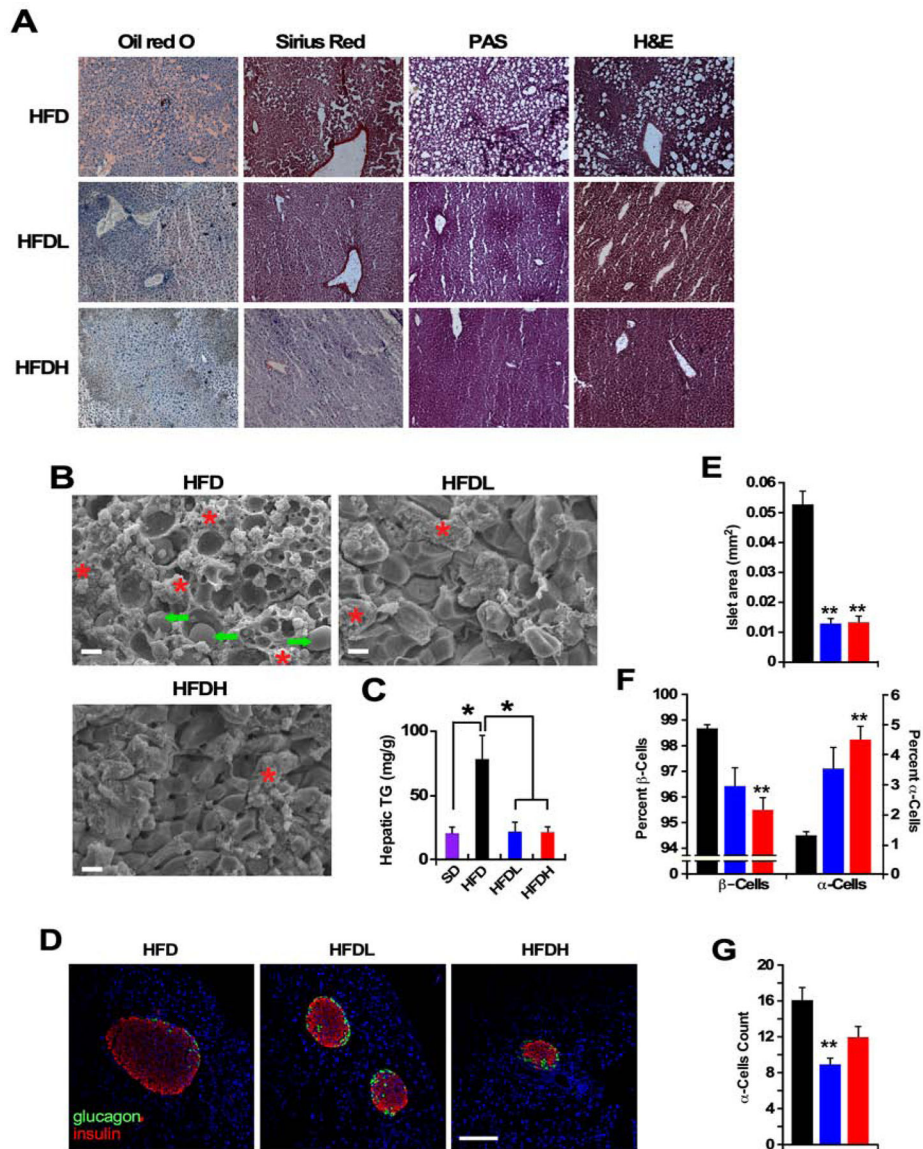 A
Oil red O Sirius Red PAS H&E
HFD
HFDL
HFDH
B
HFD HFDL
*
*
*
*
*
*
HFDH
*
C
* *
Hepatic TG (mg/g)
100
50
0
SD HFD HFDL HFDH
E
Islet area (mm²)
0.06
0.05
0.04
0.03
0.02
0.01
0
** **
F
Percent β-Cells
100
99
98
97
96
95
94
0
**
**
6
5
4
3
2
1
0
Percent α-Cells
β-Cells α-Cells
D
HFD HFDL HFDH
glucagon
insulin
G
α-Cells Count
20
16
12
8
4
0
**